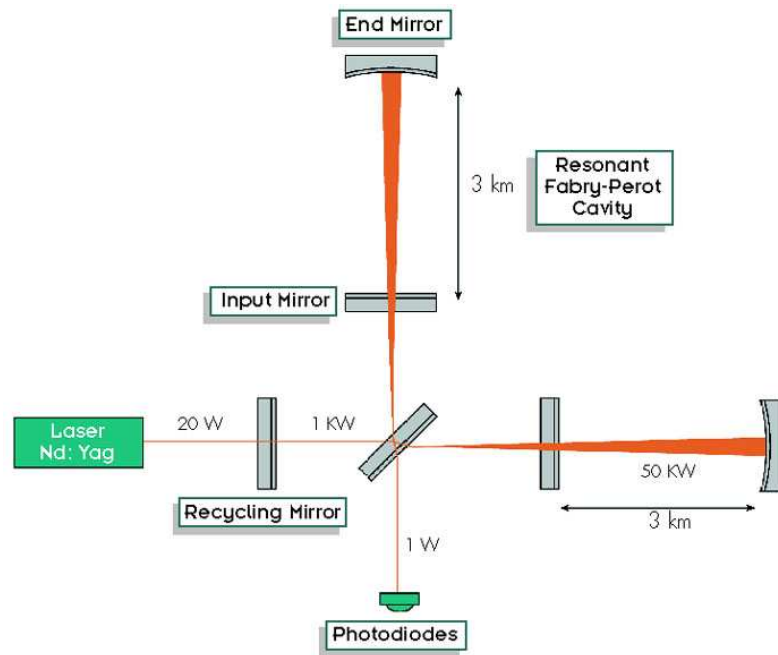 End Mirror
3 km
Resonant
Fabry-Perot
Cavity
Input Mirror
20 W
1 KW
Laser
Nd: Yag
50 KW
Recycling Mirror
3 km
1 W
Photodiodes